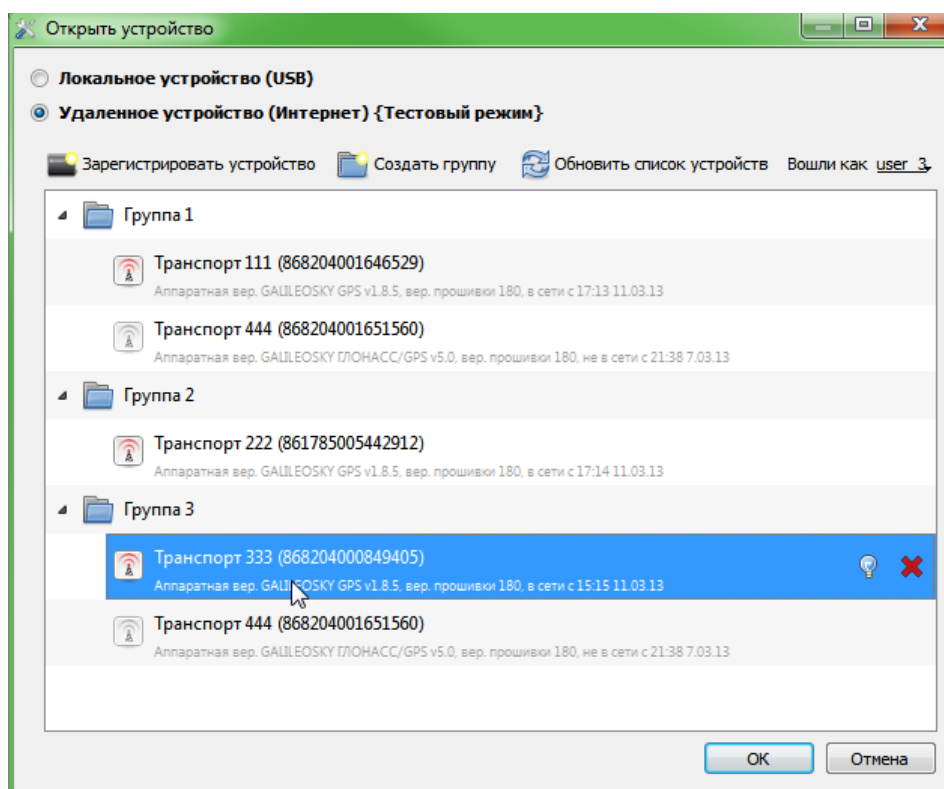 Открыть устройство
Локальное устройство (USB)
Удаленное устройство (Интернет) {Тестовый режим}
Зарегистрировать устройство Создать группу Обновить список устройств Вошли как user_3
Группа 1
Транспорт 111 (868204001646529)
Аппаратная вер. GALILEOSKY GPS v1.8.5, вер. прошивки 180, в сети с 17:13 11.03.13
Транспорт 444 (868204001651560)
Аппаратная вер. GALILEOSKY ГЛОНАСС/GPS v5.0, вер. прошивки 180, не в сети с 21:38 7.03.13
Группа 2
Транспорт 222 (861785005442912)
Аппаратная вер. GALILEOSKY GPS v1.8.5, вер. прошивки 180, в сети с 17:14 11.03.13
Группа 3
Транспорт 333 (868204000849405)
Аппаратная вер. GALILEOSKY GPS v1.8.5, вер. прошивки 180, в сети с 15:15 11.03.13
Транспорт 444 (868204001651560)
Аппаратная вер. GALILEOSKY ГЛОНАСС/GPS v5.0, вер. прошивки 180, не в сети с 21:38 7.03.13
OK Отмена